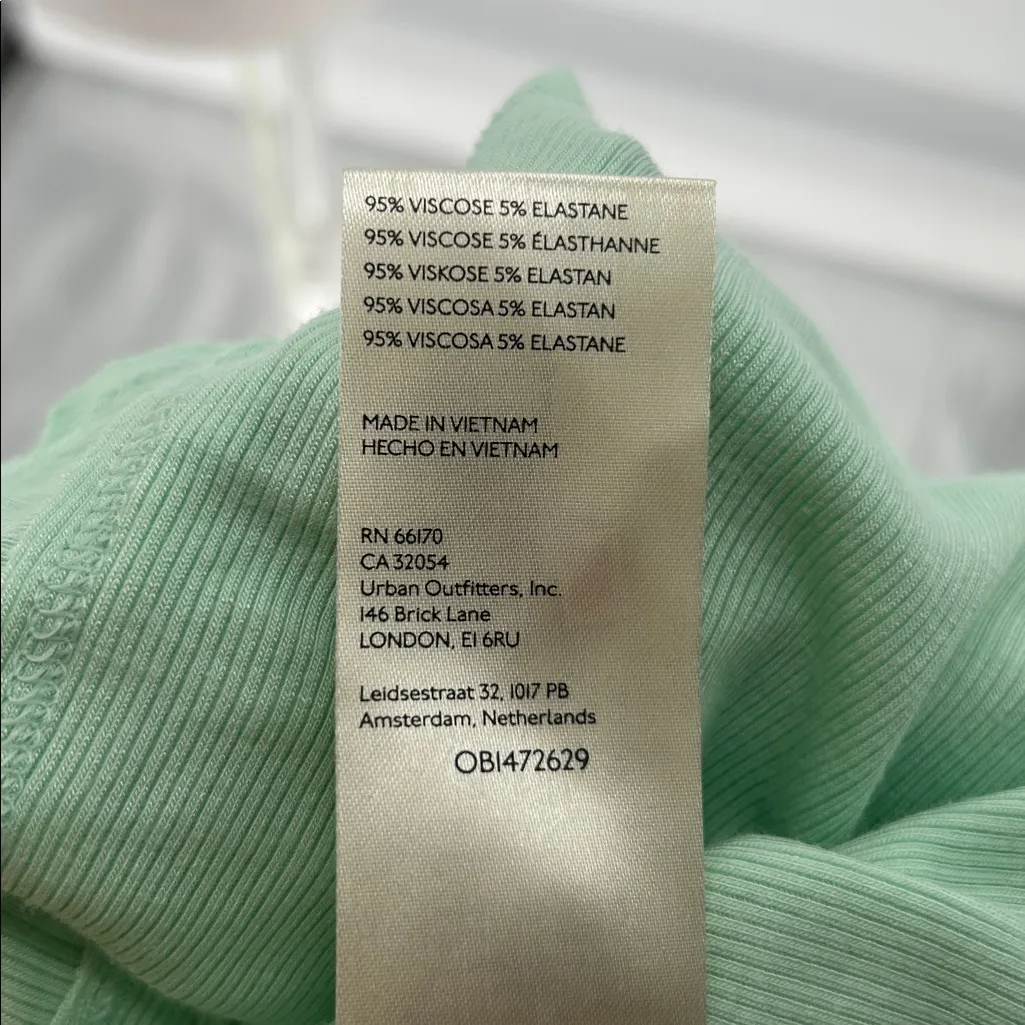 95% VISCOSE 5% ELASTANE
95% VISCOSE 5% ÉLASTHANNE
95% VISKOSE 5% ELASTAN
95% VISCOSA 5% ELASTAN
95% VISCOSA 5% ELASTANE
MADE IN VIETNAM
HECHO EN VIETNAM
RN 66170
CA 32054
Urban Outfitters, Inc.
146 Brick Lane
LONDON, E1 6RU
Leidsestraat 32, 1017 PB
Amsterdam, Netherlands
OB1472629